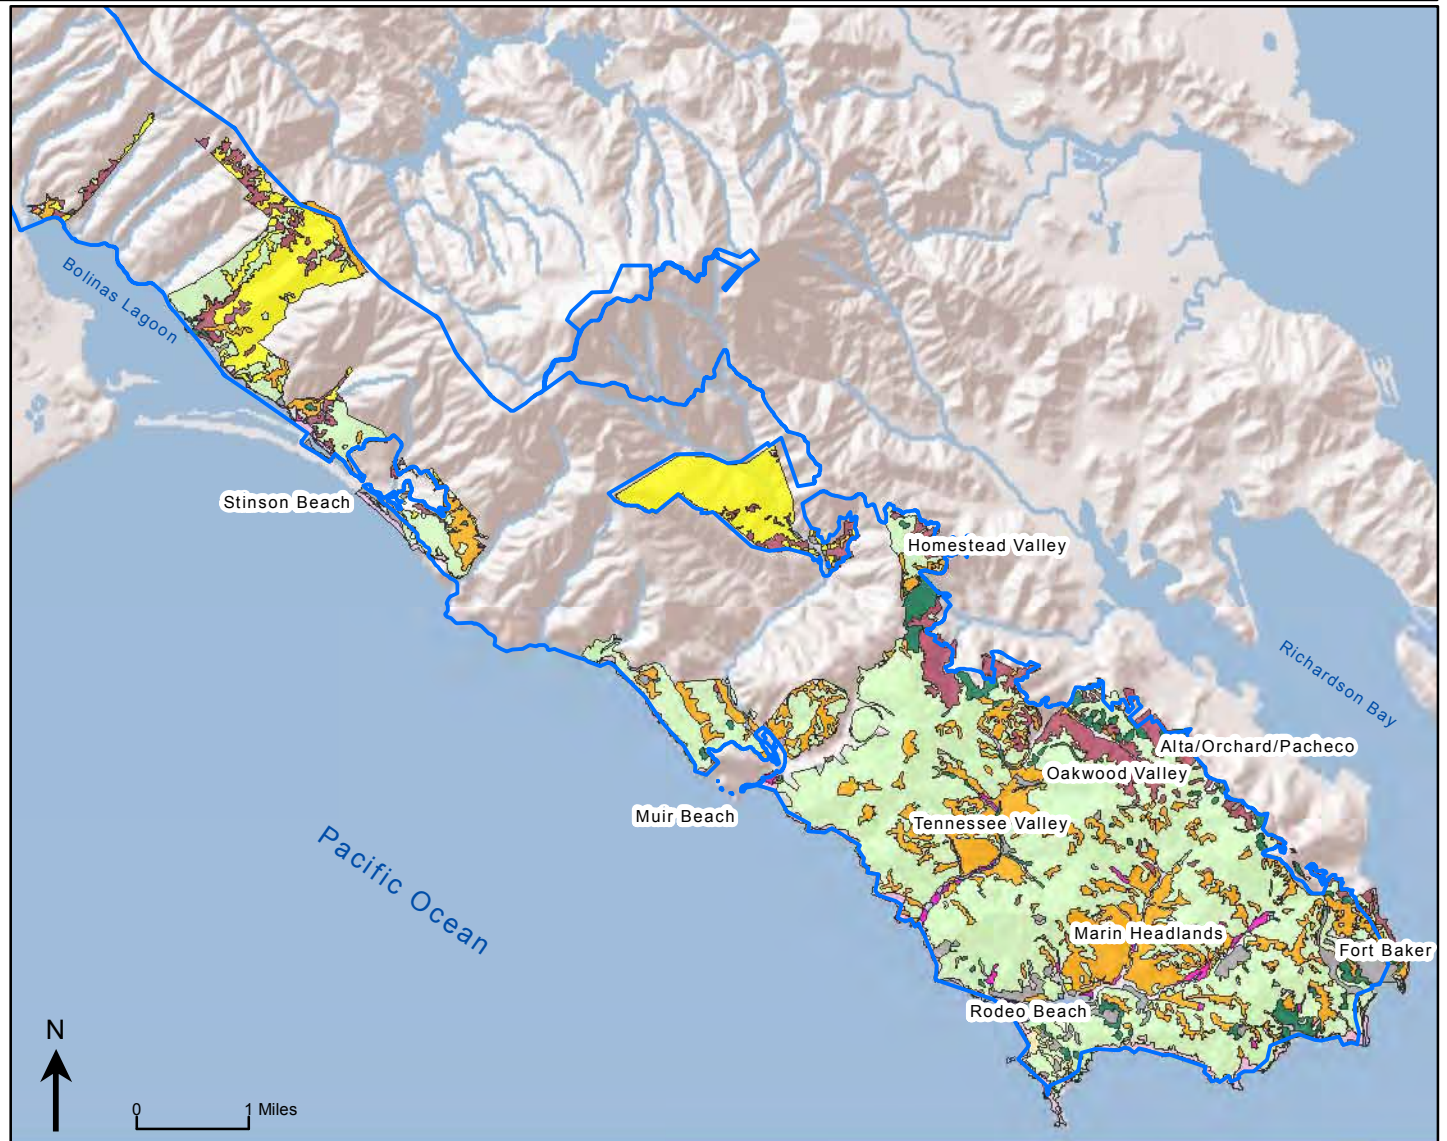 Bolinas Lagoon
Stinson Beach
Homestead Valley
Richardson Bay
Alta/Orchard/Pacheco
Oakwood Valley
Muir Beach
Tennessee Valley
Pacific Ocean
Marin Headlands
Fort Baker
Rodeo Beach
N
0 1 Miles